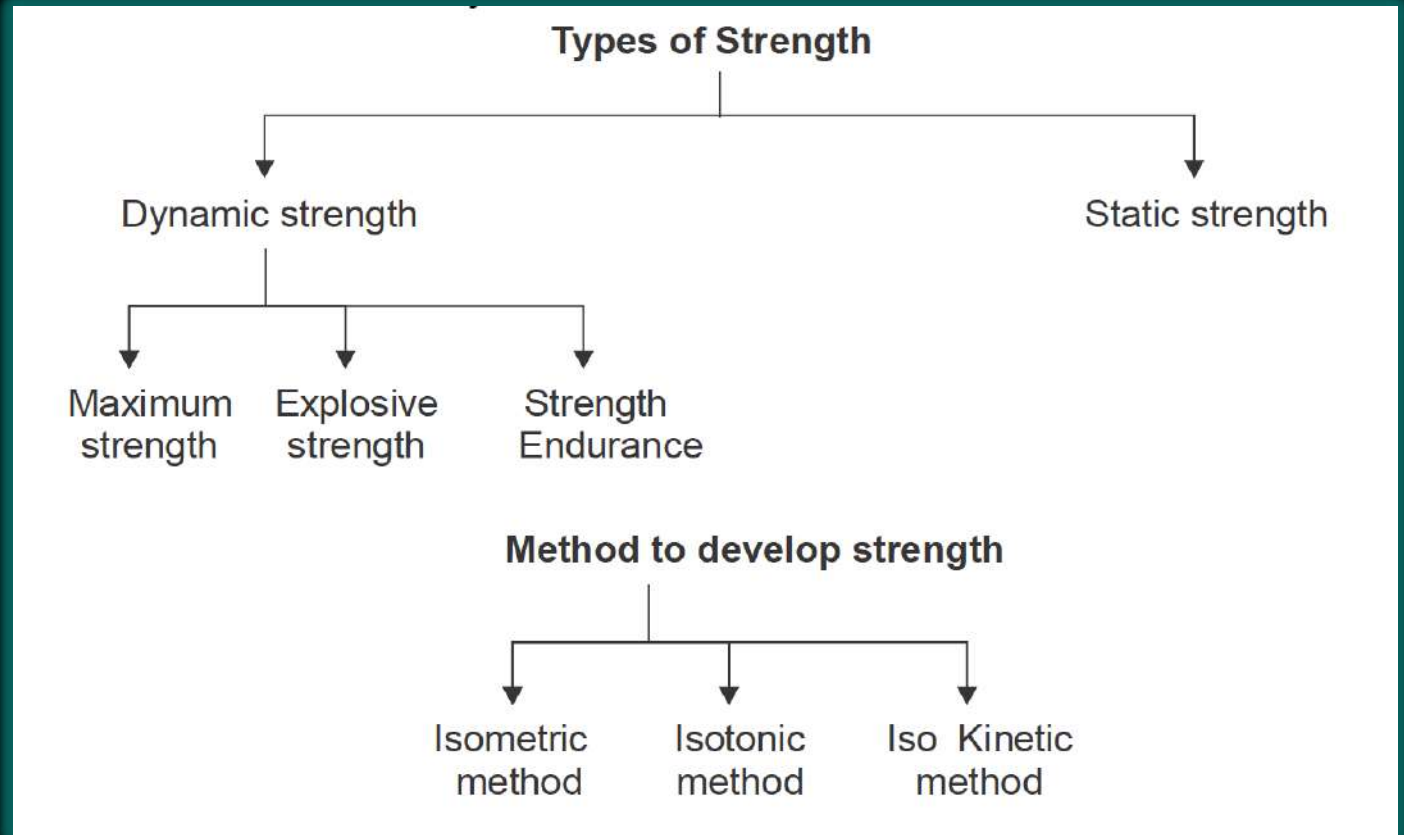 Types of Strength
Dynamic strength
Static strength
Maximum
strength
Explosive
strength
Strength
Endurance
Method to develop strength
Isometric
method
Isotonic
method
Iso Kinetic
method